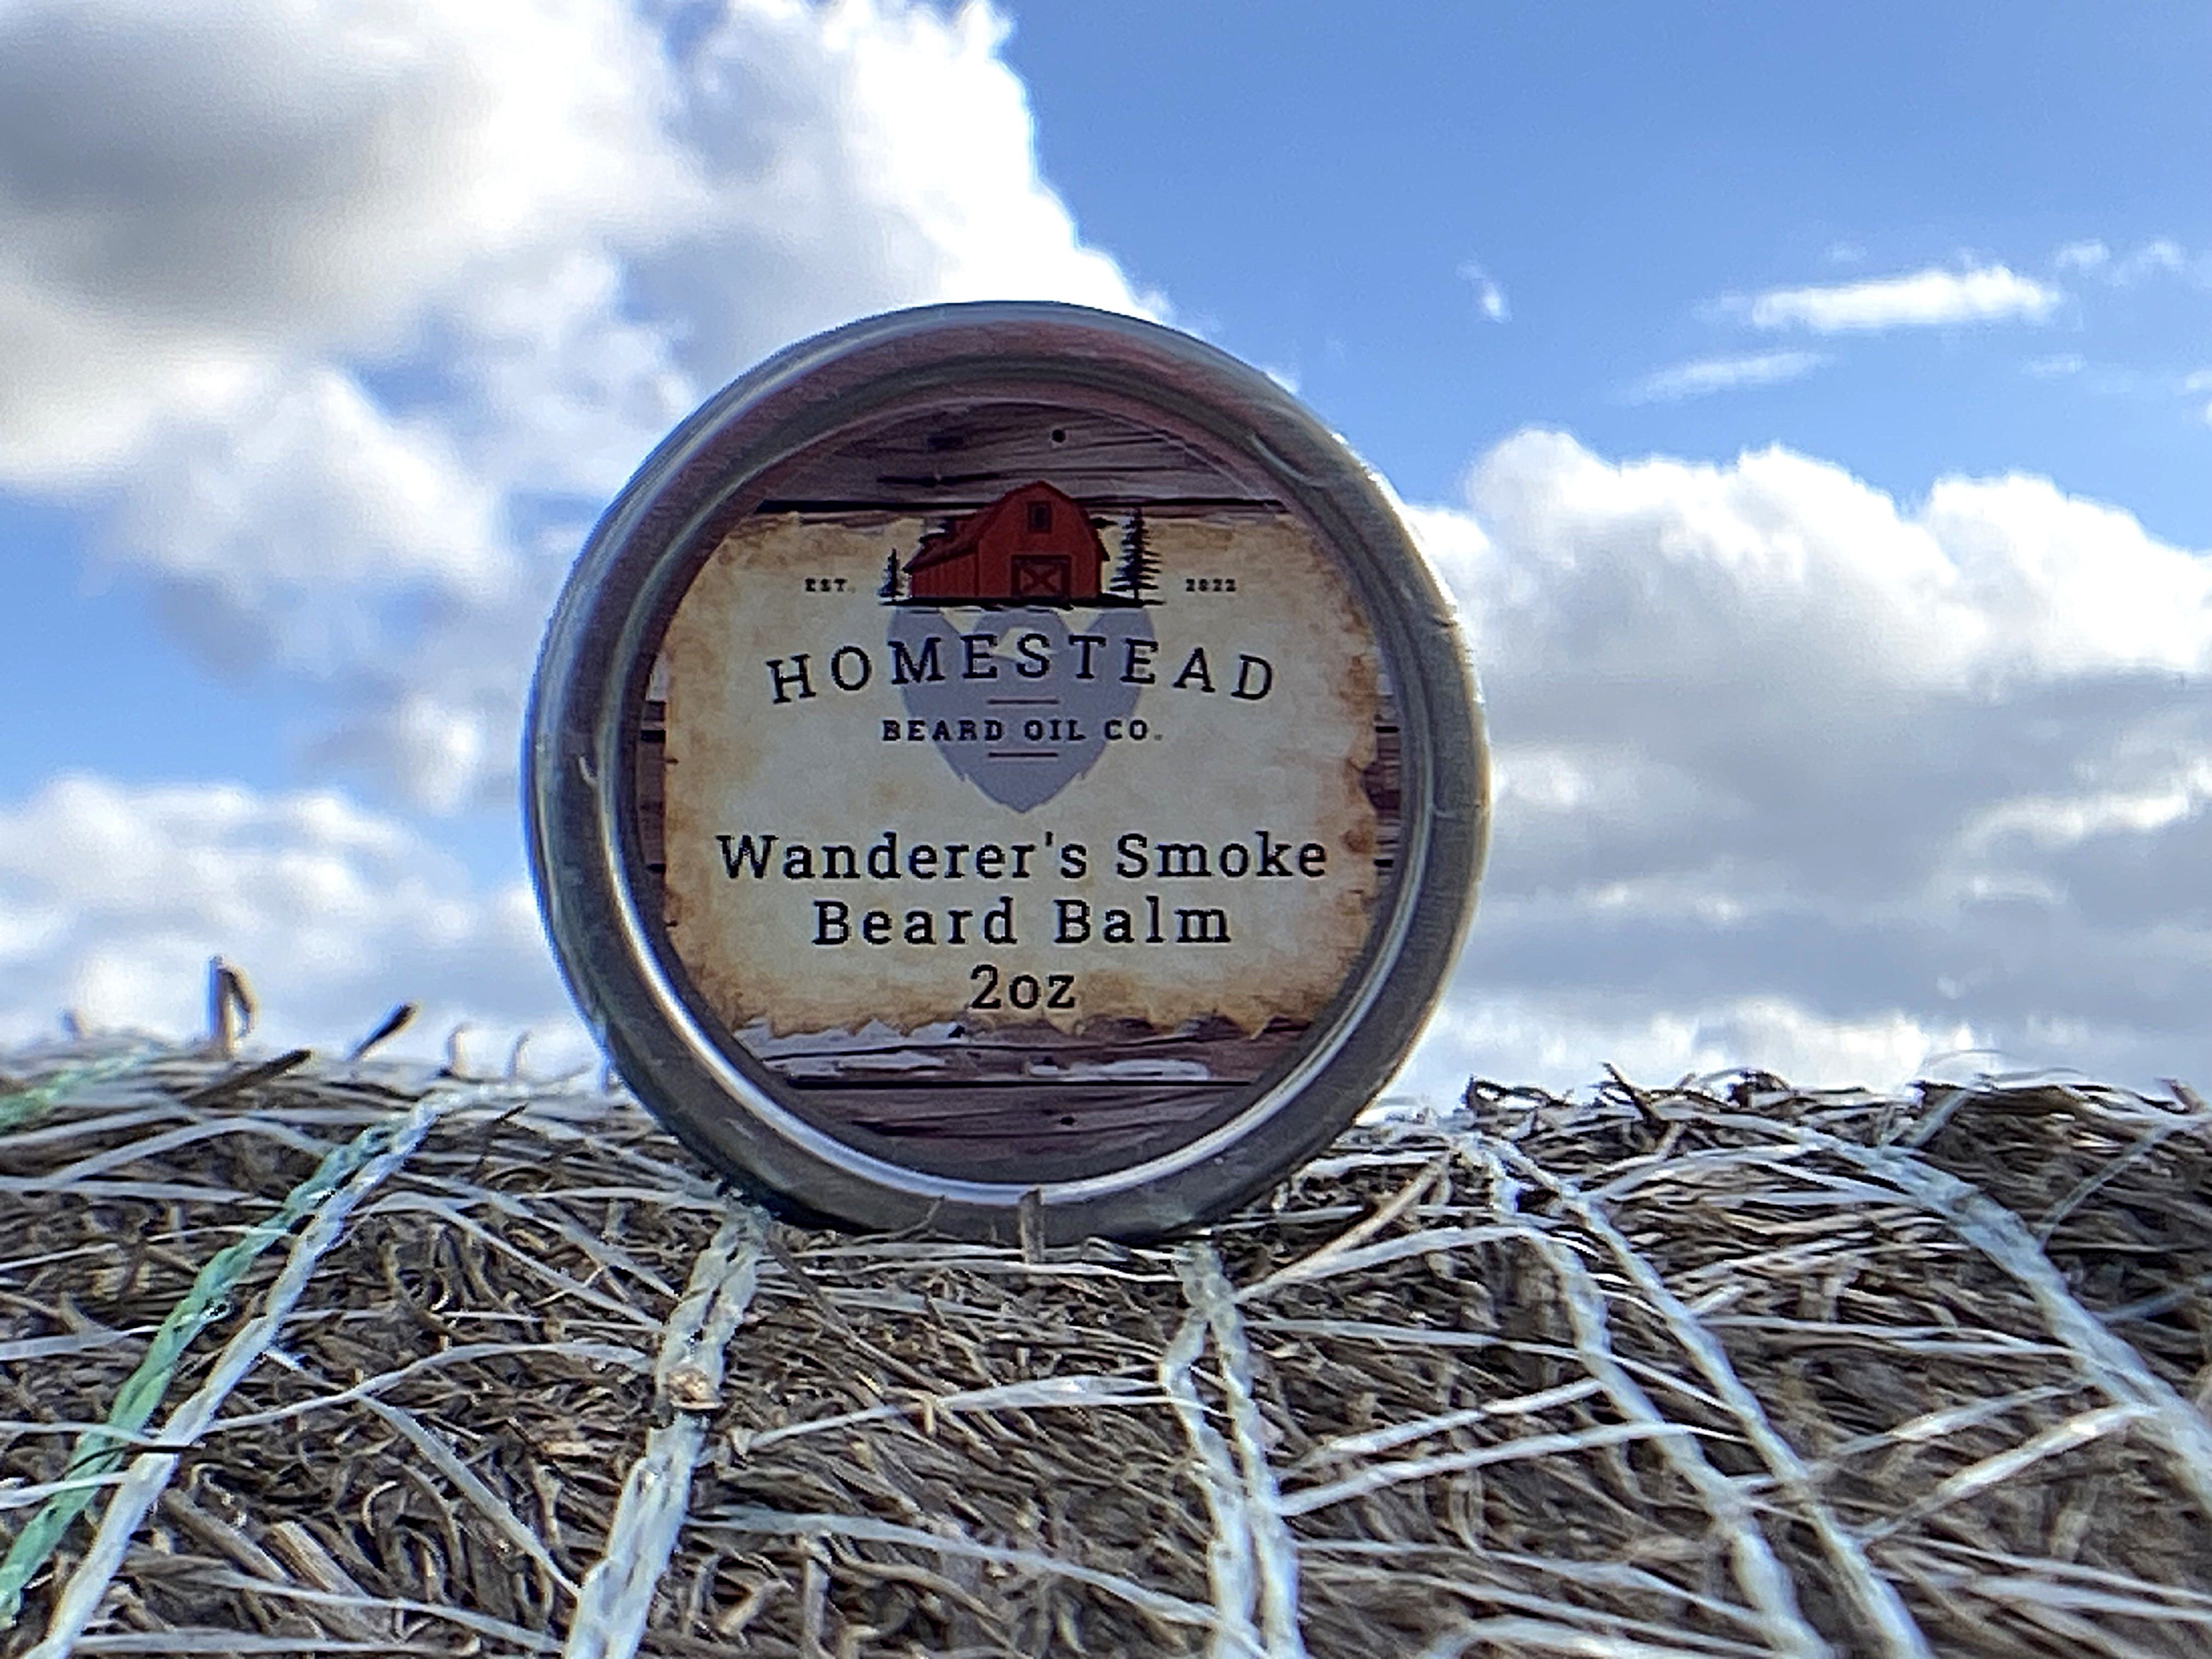 EST. 2022
HOMESTEAD
BEARD OIL CO.
Wanderer's Smoke
Beard Balm
2oz